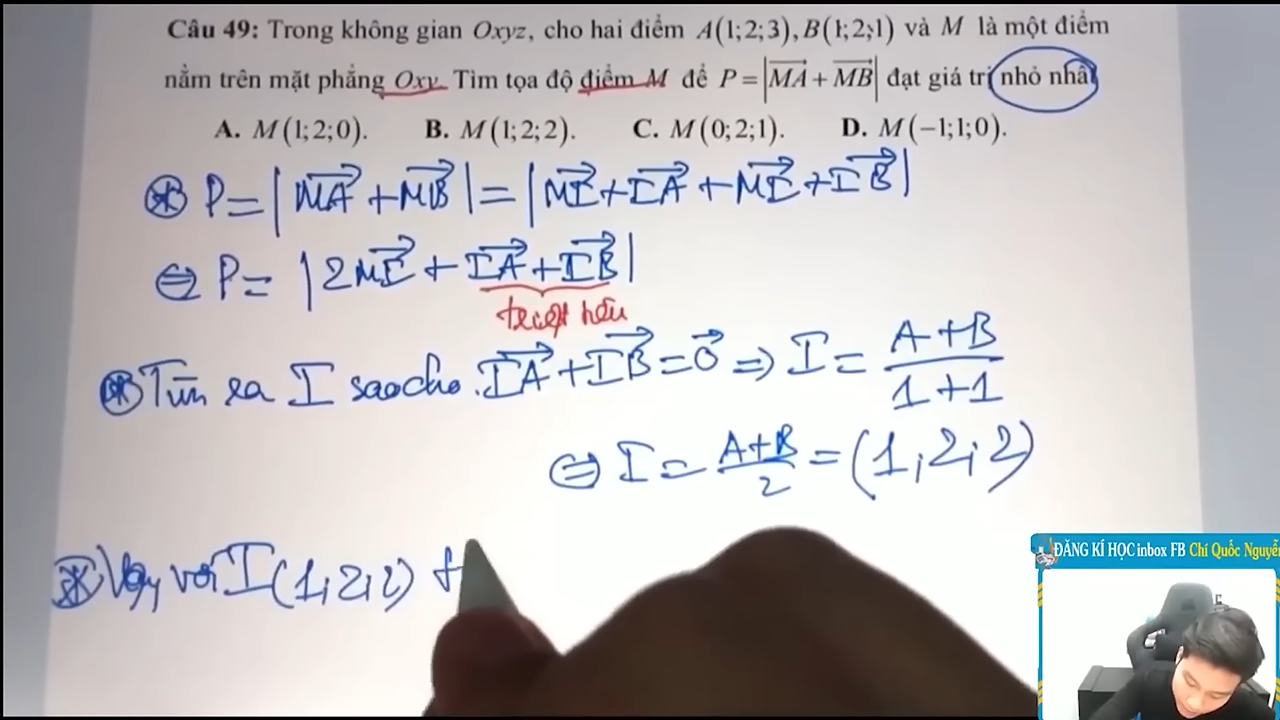 Câu 49: Trong không gian Oxyz, cho hai điểm A(1;2;3), B(1;2;1) và M là một điểm
nằm trên mặt phẳng Oxy. Tìm tọa độ điểm M để P = |MA + MB| đạt giá trị nhỏ nhấ
A. M(1;2;0). B. M(1;2;2). C. M(0;2;1). D. M(−1;1;0).
P = |MA + MB| = |MI + IA + MI + IB|
⇔ P = |2MI + IA + IB|
triệt tiêu
Tìm ra I sao cho IA + IB = 0 ⇒ I = A+B / 1+1
⇔ I = A+B / 2 = (1; 2; 2)
Vậy với I(1; 2; 2)
ĐĂNG KÍ HỌC inbox FB Chí Quốc Nguyễ